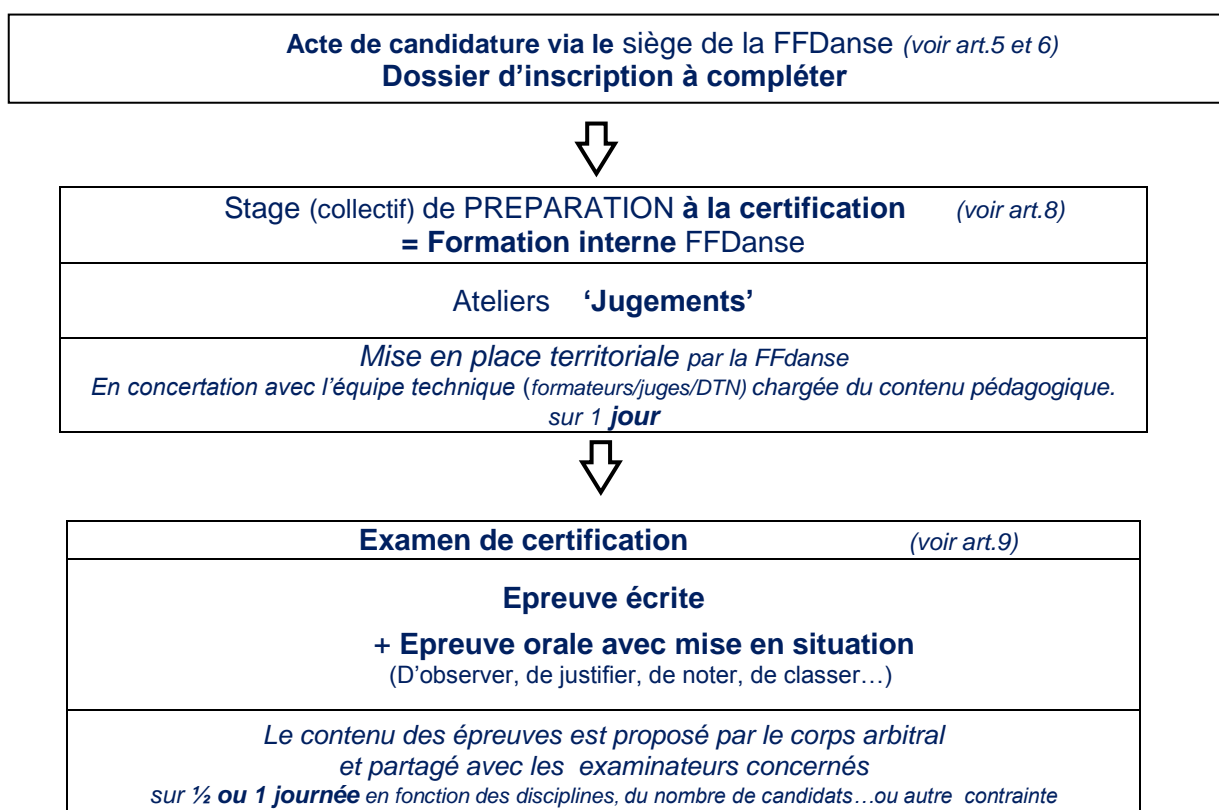 Acte de candidature via le siège de la FFDanse (voir art.5 et 6)
Dossier d'inscription à compléter
Stage (collectif) de PREPARATION à la certification (voir art.8)
= Formation interne FFDanse
Ateliers ‘Jugements’
Mise en place territoriale par la FFdanse
En concertation avec l'équipe technique (formateurs/juges/DTN) chargée du contenu pédagogique.
sur 1 jour
Examen de certification (voir art.9)
Epreuve écrite
+ Epreuve orale avec mise en situation
(D'observer, de justifier, de noter, de classer…)
Le contenu des épreuves est proposé par le corps arbitral
et partagé avec les examinateurs concernés
sur ½ ou 1 journée en fonction des disciplines, du nombre de candidats…ou autre contrainte